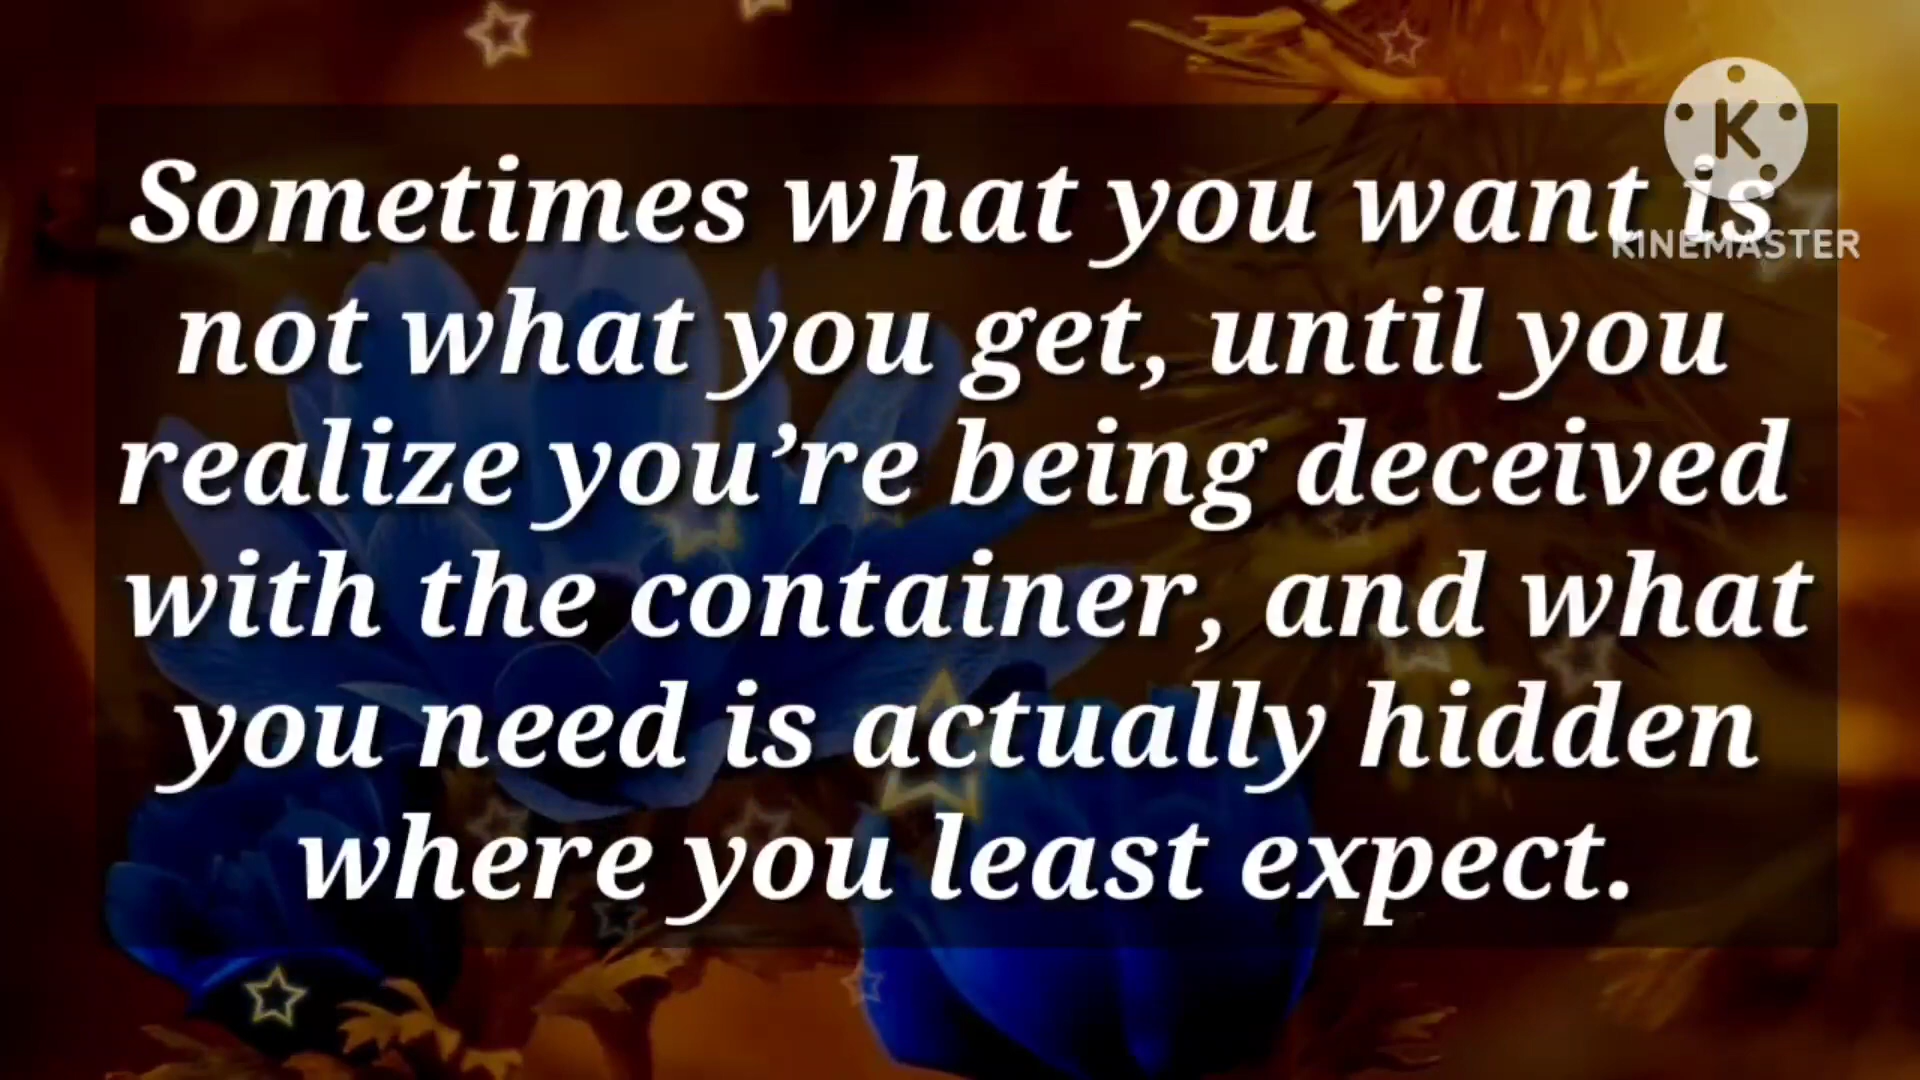 K
KINEMASTER
Sometimes what you want is
not what you get, until you
realize you’re being deceived
with the container, and what
you need is actually hidden
where you least expect.